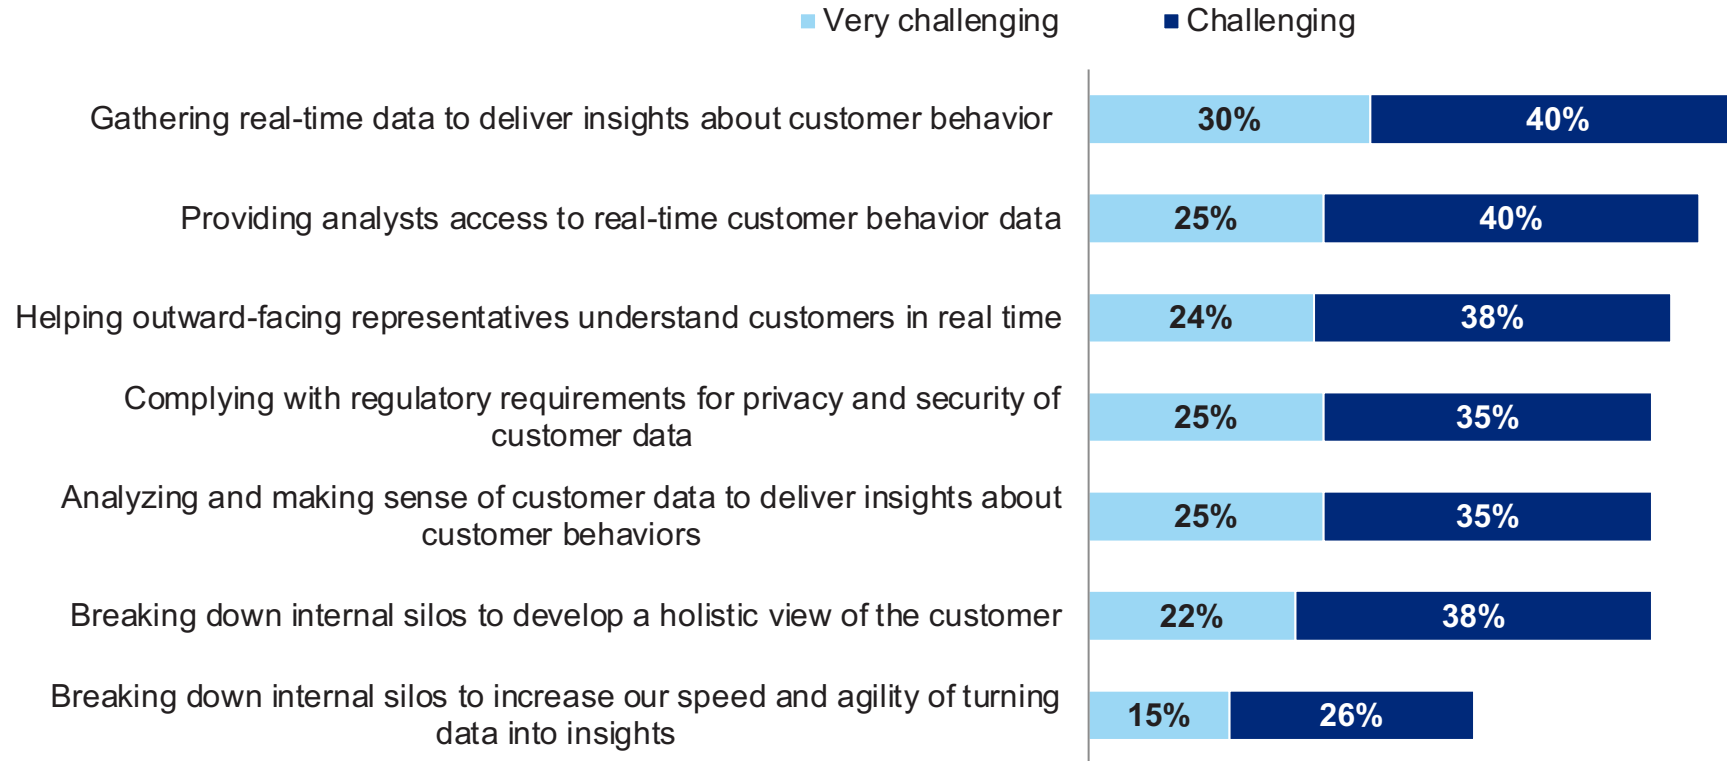 Very challenging Challenging
Gathering real-time data to deliver insights about customer behavior 30% 40%
Providing analysts access to real-time customer behavior data 25% 40%
Helping outward-facing representatives understand customers in real time 24% 38%
Complying with regulatory requirements for privacy and security of
customer data 25% 35%
Analyzing and making sense of customer data to deliver insights about
customer behaviors 25% 35%
Breaking down internal silos to develop a holistic view of the customer 22% 38%
Breaking down internal silos to increase our speed and agility of turning
data into insights 15% 26%